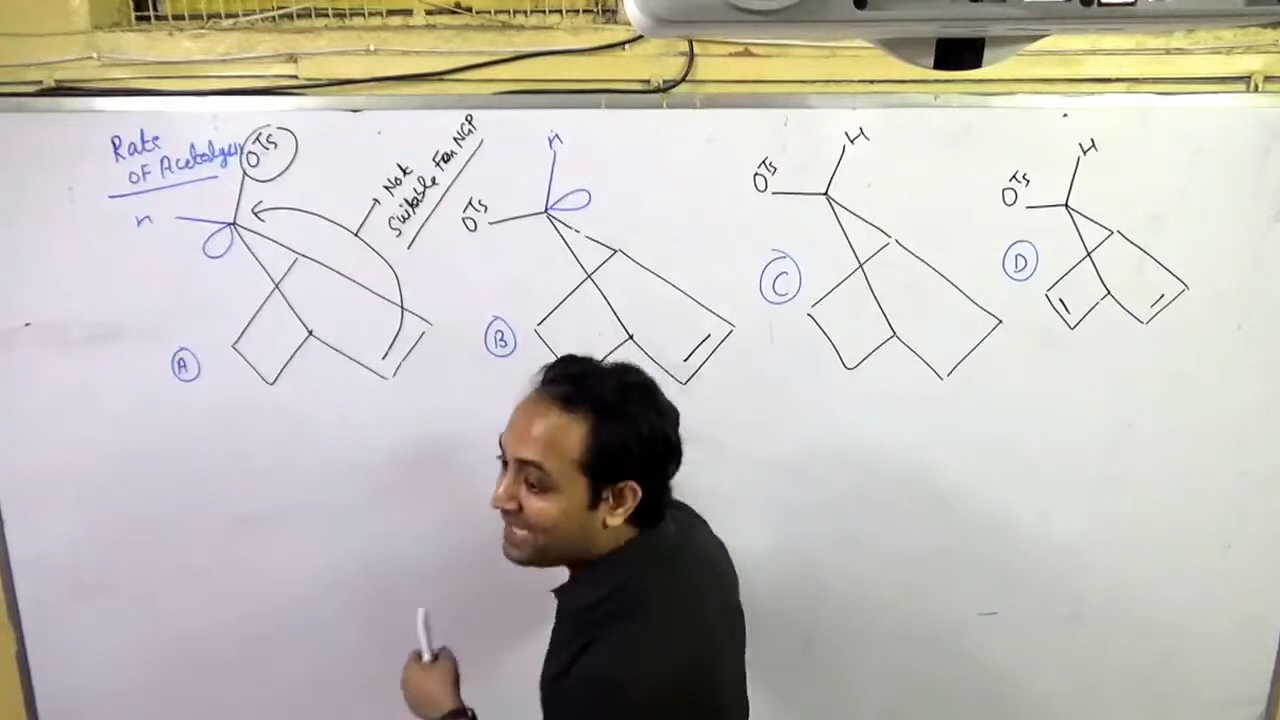 Rate
OF Acetolysis
OTs
H
Not
Suitable For NGP
A
H
OTs
B
H
OTs
C
H
OTs
D